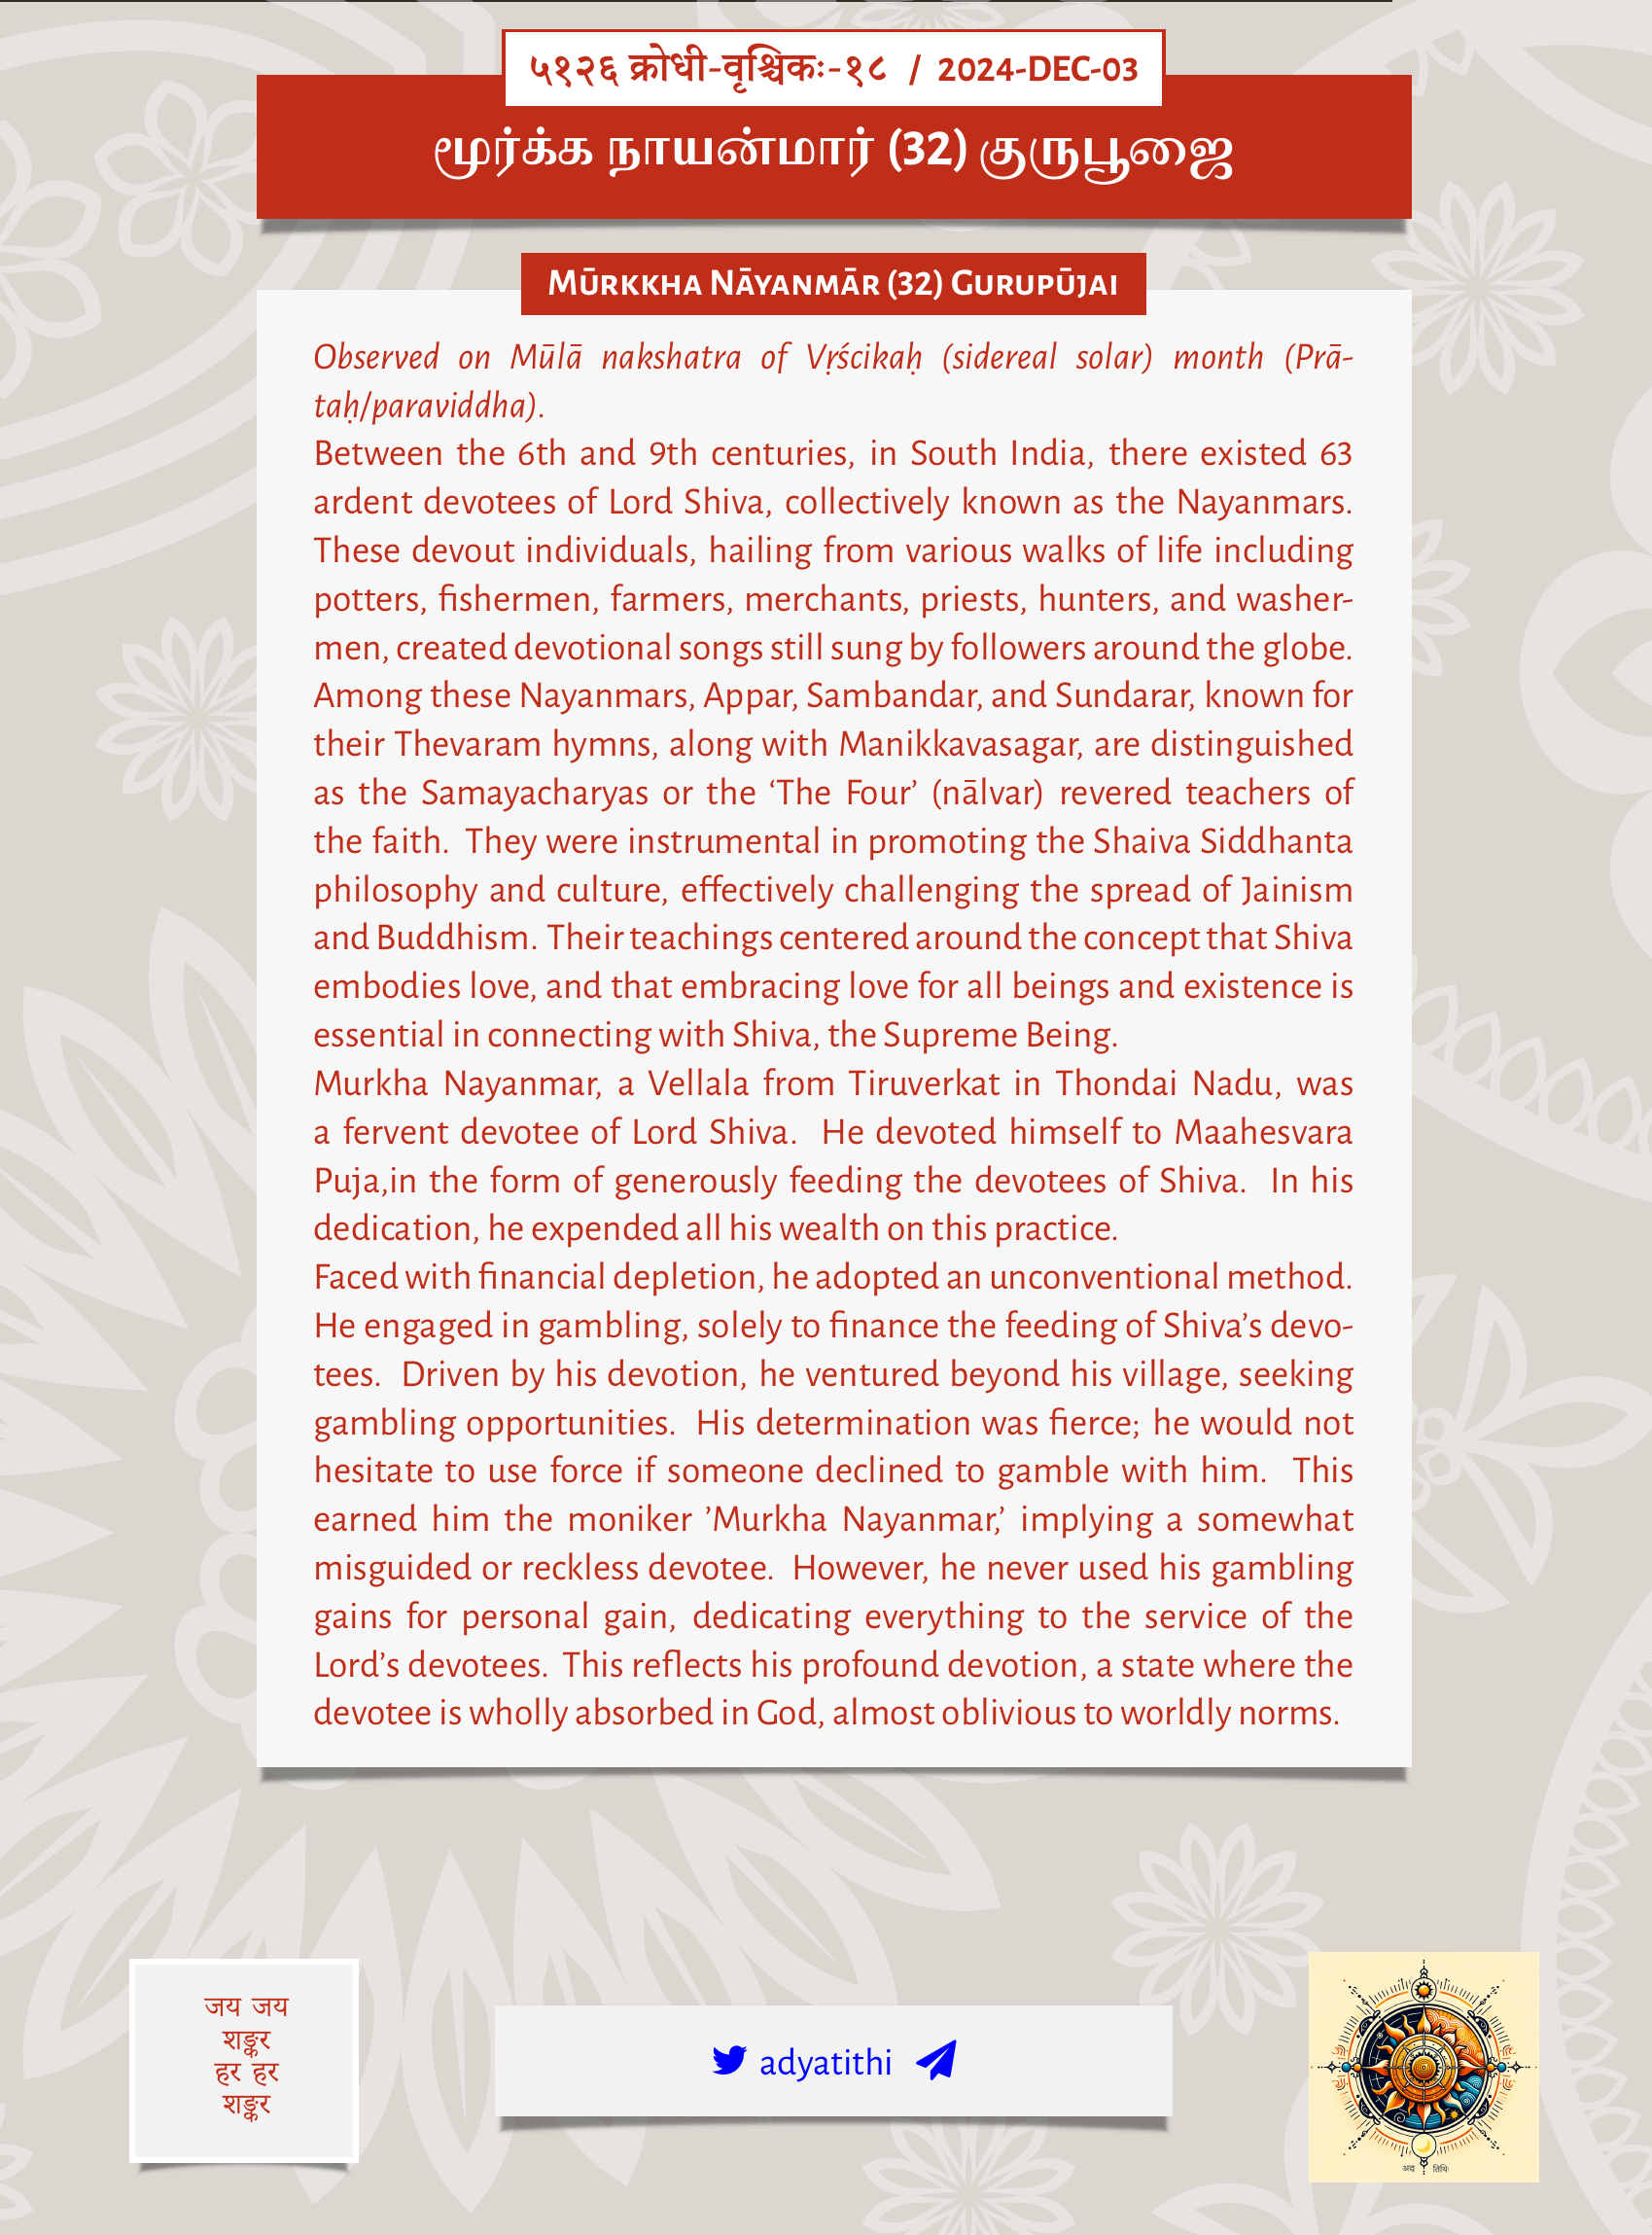 ५१२६ क्रोधी-वृश्चिकः-१८ / 2024-DEC-03
மூர்க்க நாயன்மார் (32) குருபூஜை
Mūrkkha Nāyanmār (32) Gurupūjai
Observed on Mūlā nakshatra of Vṛścikaḥ (sidereal solar) month (Prā-
taḥ/paraviddha).
Between the 6th and 9th centuries, in South India, there existed 63
ardent devotees of Lord Shiva, collectively known as the Nayanmars.
These devout individuals, hailing from various walks of life including
potters, fishermen, farmers, merchants, priests, hunters, and washer-
men, created devotional songs still sung by followers around the globe.
Among these Nayanmars, Appar, Sambandar, and Sundarar, known for
their Thevaram hymns, along with Manikkavasagar, are distinguished
as the Samayacharyas or the ‘The Four’ (nālvar) revered teachers of
the faith. They were instrumental in promoting the Shaiva Siddhanta
philosophy and culture, effectively challenging the spread of Jainism
and Buddhism. Their teachings centered around the concept that Shiva
embodies love, and that embracing love for all beings and existence is
essential in connecting with Shiva, the Supreme Being.
Murkha Nayanmar, a Vellala from Tiruverkat in Thondai Nadu, was
a fervent devotee of Lord Shiva. He devoted himself to Maahesvara
Puja,in the form of generously feeding the devotees of Shiva. In his
dedication, he expended all his wealth on this practice.
Faced with financial depletion, he adopted an unconventional method.
He engaged in gambling, solely to finance the feeding of Shiva’s devo-
tees. Driven by his devotion, he ventured beyond his village, seeking
gambling opportunities. His determination was fierce; he would not
hesitate to use force if someone declined to gamble with him. This
earned him the moniker ’Murkha Nayanmar,’ implying a somewhat
misguided or reckless devotee. However, he never used his gambling
gains for personal gain, dedicating everything to the service of the
Lord’s devotees. This reflects his profound devotion, a state where the
devotee is wholly absorbed in God, almost oblivious to worldly norms.
जय जय
शङ्कर
हर हर
शङ्कर
adyatithi
अद्य तिथिः